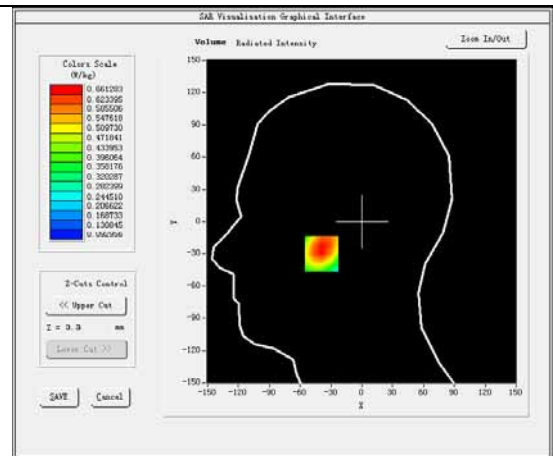 SAR Visualisation Graphical Interface
Volume Radiated Intensity
Zoom In/Out
Colors Scale
(W/kg)
0.661283
0.623395
0.585506
0.547618
0.509730
0.471841
0.433953
0.396064
0.358176
0.320287
0.282399
0.244510
0.206622
0.168733
0.130845
0.092956
Z-Cuts Control
<< Upper Cut
Z = 3.3 mm
Lower Cut >>
SAVE Cancel
150
120
90
60
30
0
-30
-60
-90
-120
-150
Y
-150 -120 -90 -60 -30 0 30 60 90 120 150
X